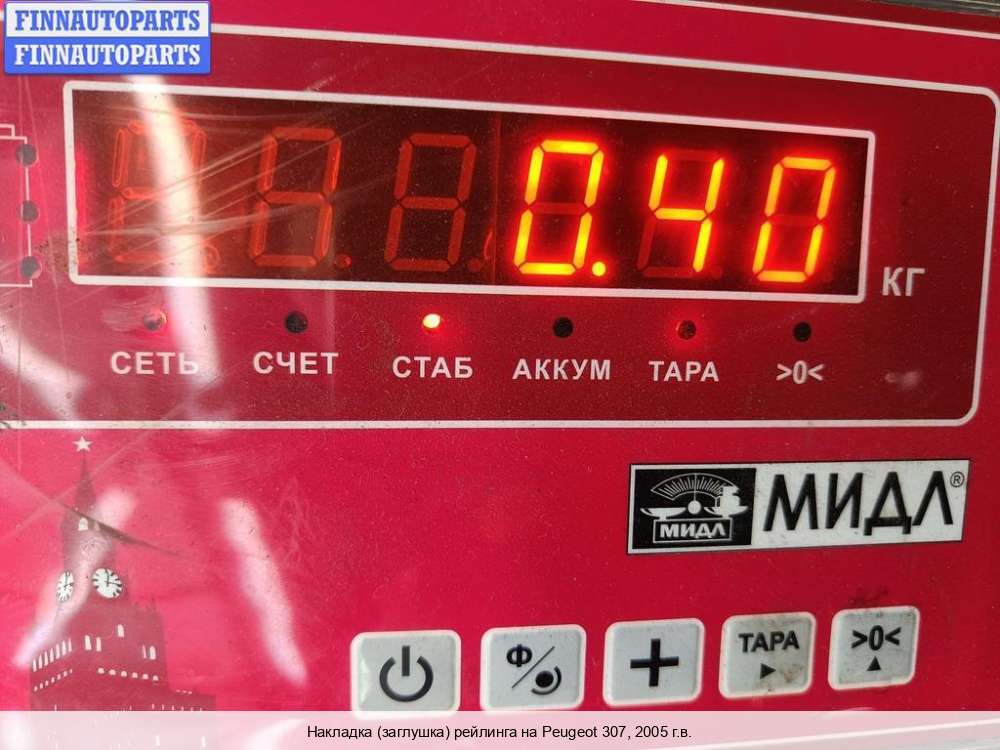 FINNAUTOPARTS
FINNAUTOPARTS
0.40
КГ
СЕТЬ СЧЕТ СТАБ АККУМ ТАРА >0<
МИДЛ МИДЛ®
Ф ТАРА >0<
Накладка (заглушка) рейлинга на Peugeot 307, 2005 г.в.